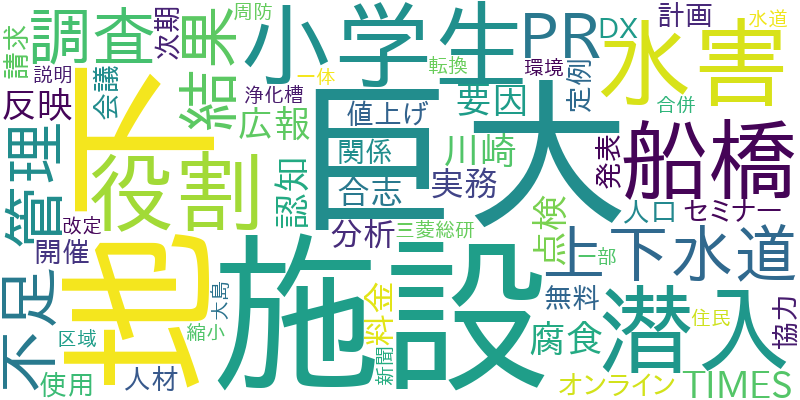 周防
次期
請求
調査
説明
会議
反映
結果
小学生
PR
DX
計画
水道
水害
転換
環境
定例
一体
浄化槽
値上げ
要因
合併
広報
関係
川崎
発表
船橋
地下
巨大
役割
管理
認知
合志
実務
点検
人口
セミナー
改定
開催
分析
三菱総研
一部
上下水道
不足
施設
大島
無料
潜入
協力
区域
縮小
料金
腐食
住民
使用
人材
新聞
オンライン
TIMES